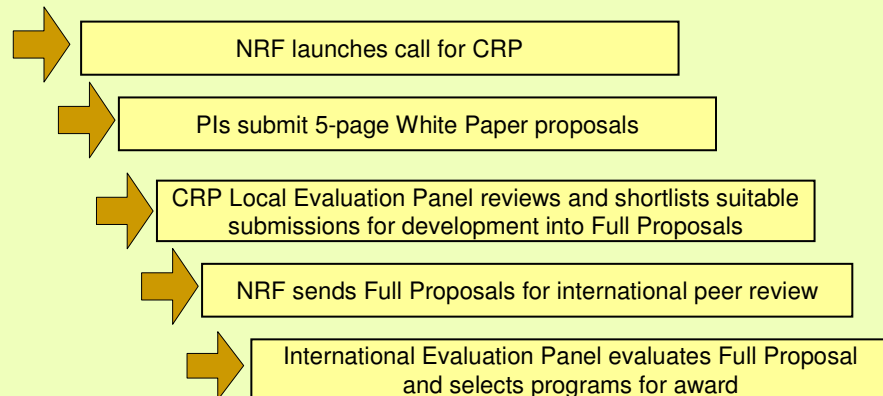 NRF launches call for CRP
PIs submit 5-page White Paper proposals
CRP Local Evaluation Panel reviews and shortlists suitable
submissions for development into Full Proposals
NRF sends Full Proposals for international peer review
International Evaluation Panel evaluates Full Proposal
and selects programs for award